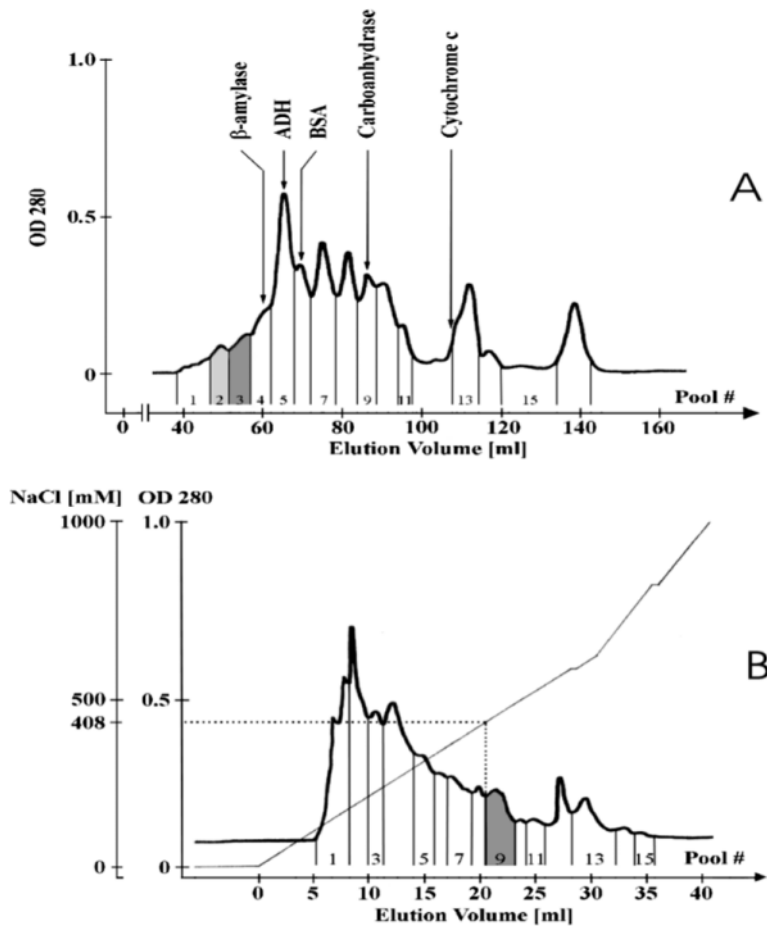 β-amylase
ADH
BSA
Carboanhydrase
Cytochrome c
1.0
A
OD 280
0.5
0
1 2 3 4 5 7 9 11 13 15 Pool #
0 40 60 80 100 120 140 160
Elution Volume [ml]
NaCl [mM] OD 280
1000 1.0
B
500 0.5
408
1 3 5 7 9 11 13 15 Pool #
0 0
0 5 10 15 20 25 30 35 40
Elution Volume [ml]